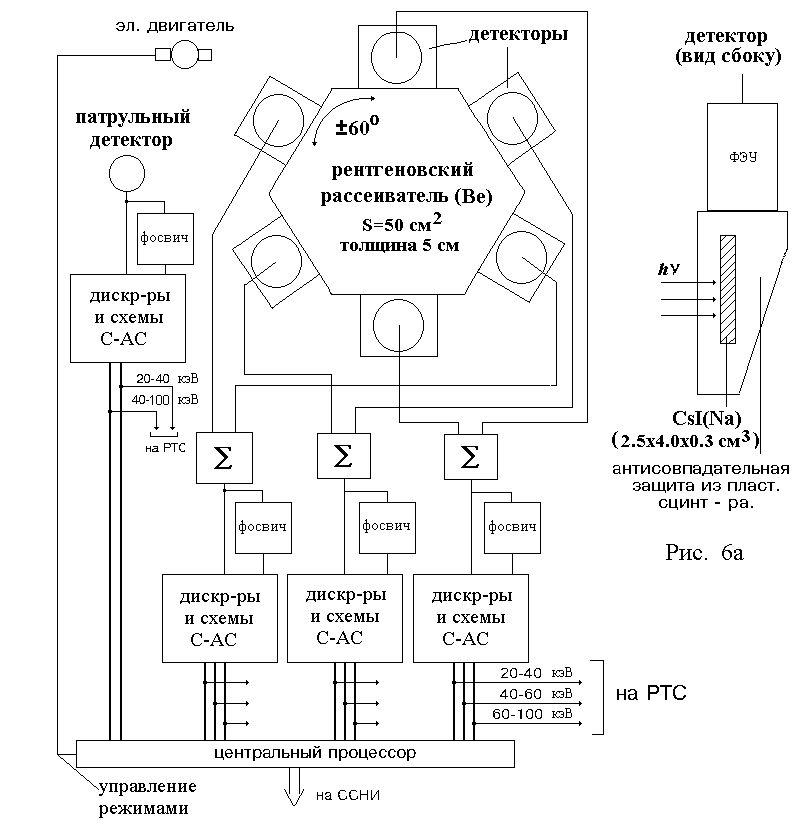 эл. двигатель
детекторы
детектор
(вид сбоку)
патрульный
детектор
±60°
рентгеновский
рассеиватель (Be)
S=50 см²
толщина 5 см
ФЭУ
фосвич
hν
дискр-ры
и схемы
С-АС
20-40 кэВ
40-100 кэВ
на РТС
CsI(Na)
(2.5x4.0x0.3 см³)
антисовпадательная
защита из пласт.
сцинт - ра.
Рис. 6а
Σ
Σ
Σ
фосвич
фосвич
фосвич
дискр-ры
и схемы
С-АС
дискр-ры
и схемы
С-АС
дискр-ры
и схемы
С-АС
20-40 кэВ
40-60 кэВ
60-100 кэВ
на РТС
центральный процессор
управление
режимами
на ССНИ